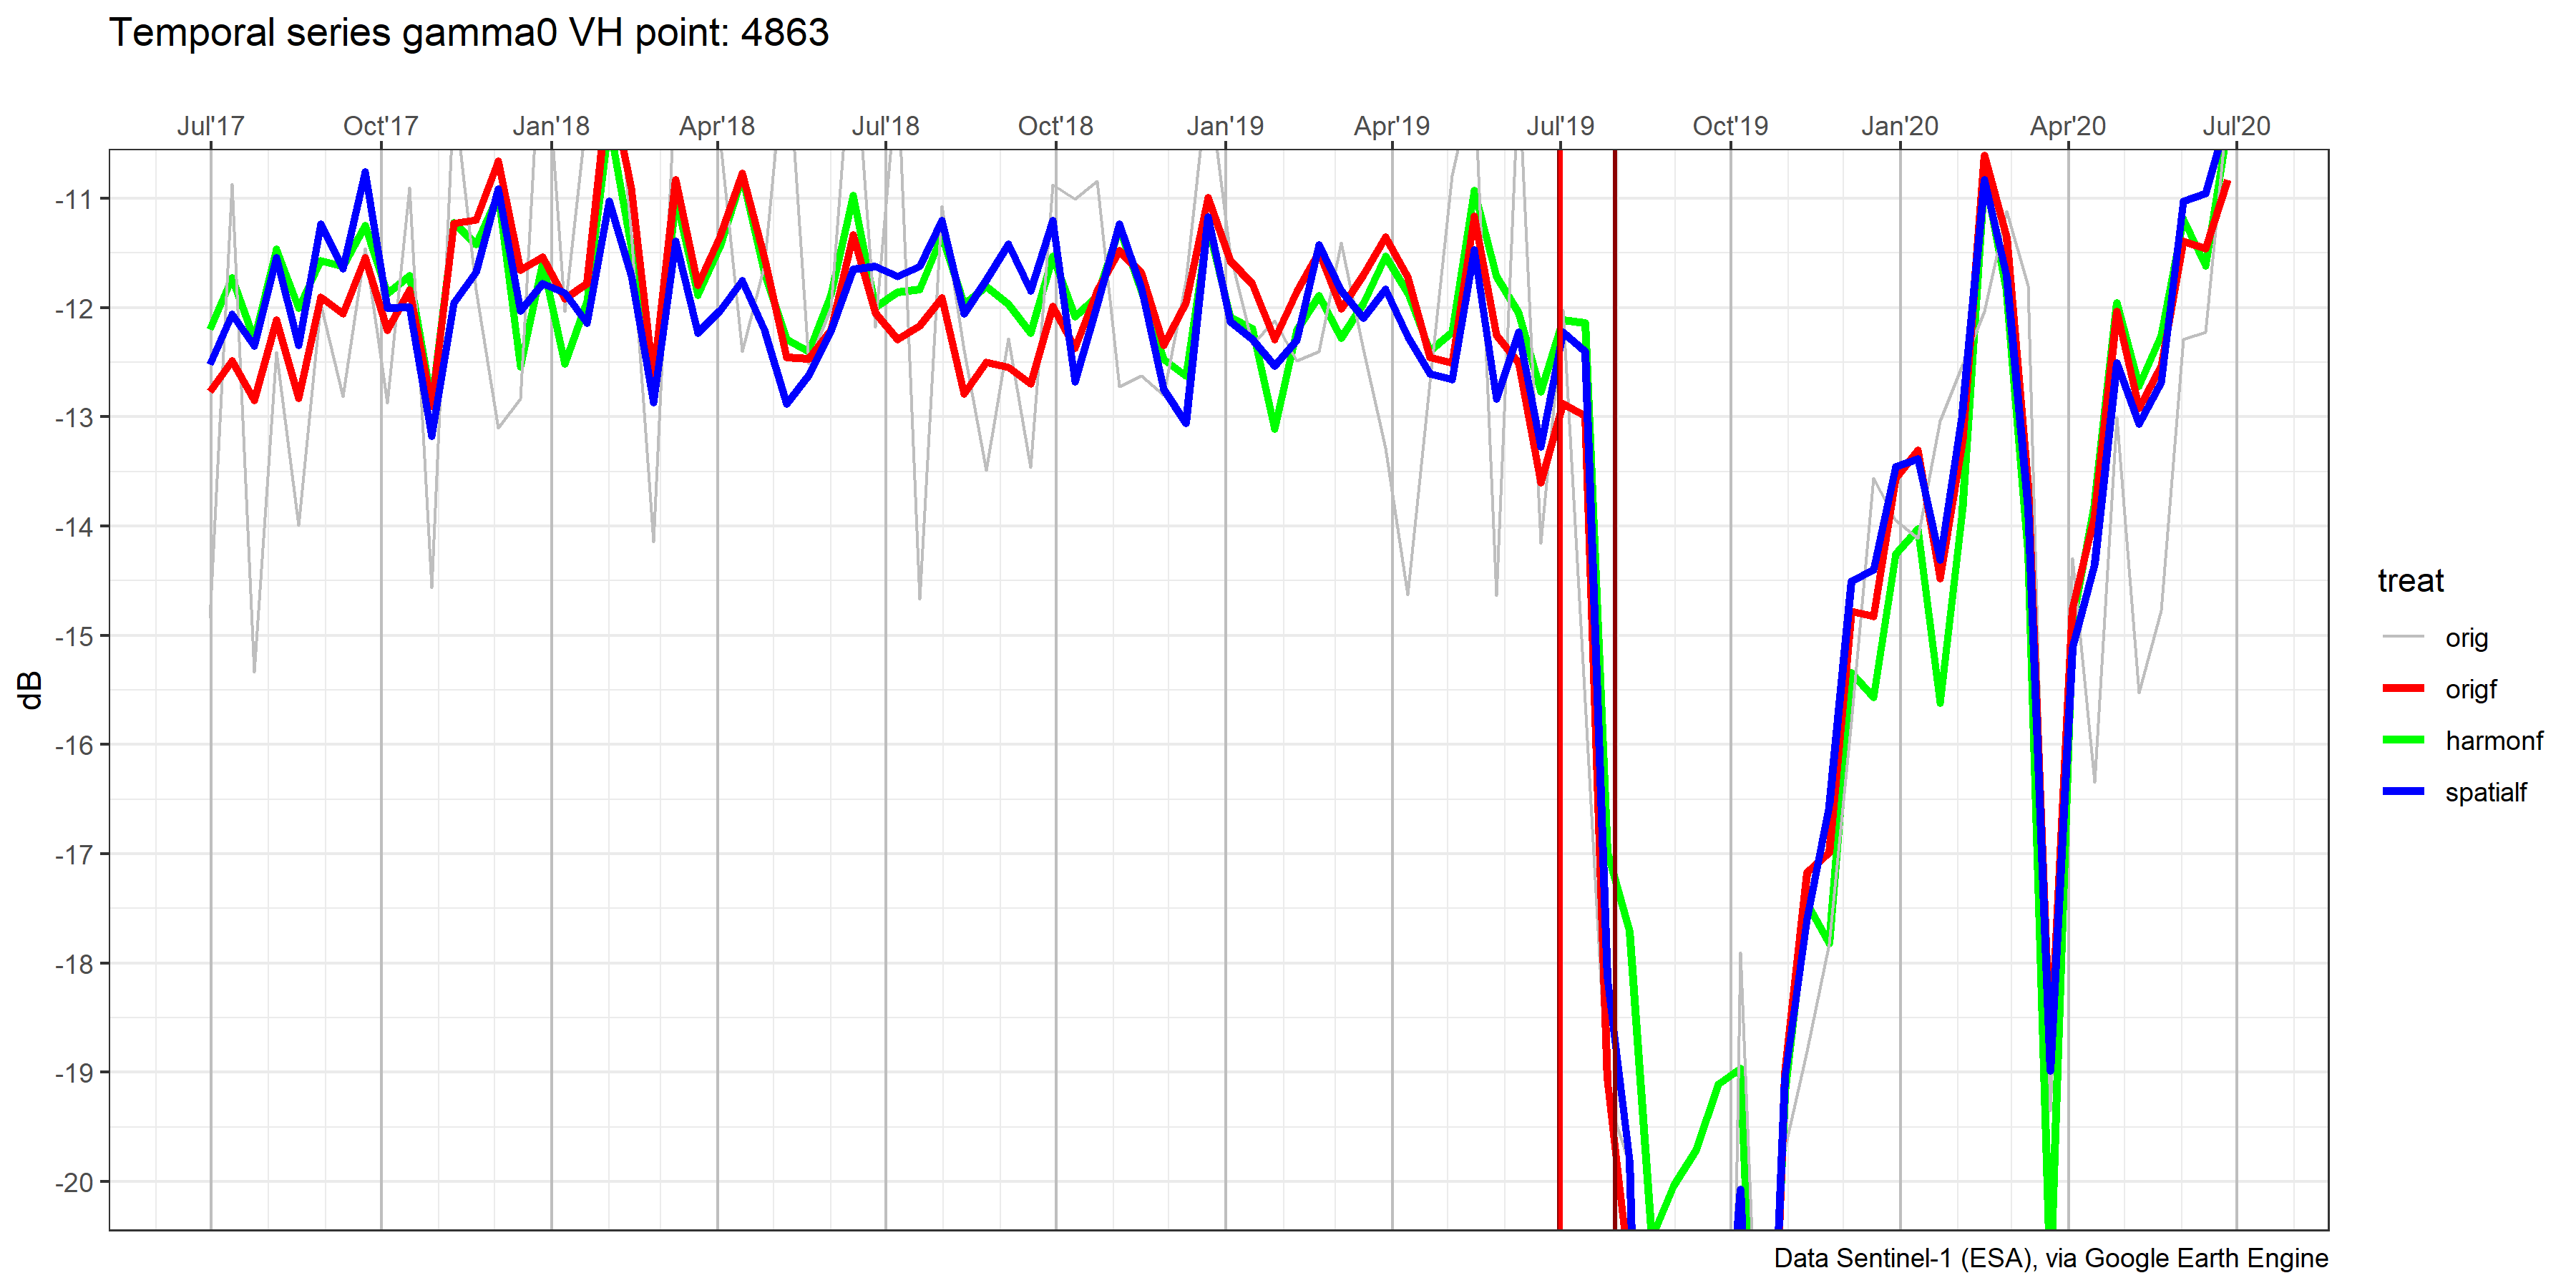 Temporal series gamma0 VH point: 4863
Jul'17 Oct'17 Jan'18 Apr'18 Jul'18 Oct'18 Jan'19 Apr'19 Jul'19 Oct'19 Jan'20 Apr'20 Jul'20
-11
-12
-13
-14
-15
-16
-17
-18
-19
-20
dB
treat
orig
origf
harmonf
spatialf
Data Sentinel-1 (ESA), via Google Earth Engine